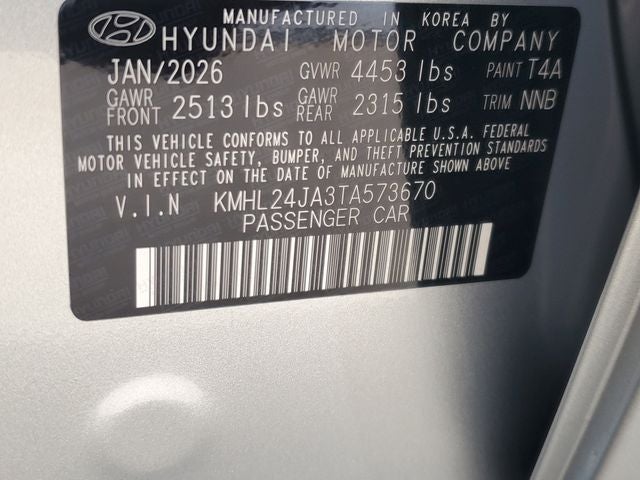 MANUFACTURED IN KOREA BY
HYUNDAI MOTOR COMPANY
JAN/2026 GVWR 4453 lbs PAINT T4A
GAWR FRONT 2513 lbs GAWR REAR 2315 lbs TRIM NNB
THIS VEHICLE CONFORMS TO ALL APPLICABLE U.S.A. FEDERAL
MOTOR VEHICLE SAFETY, BUMPER, AND THEFT PREVENTION STANDARDS
IN EFFECT ON THE DATE OF MANUFACTURE SHOWN ABOVE.
V.I.N KMHL24JA3TA573670
PASSENGER CAR